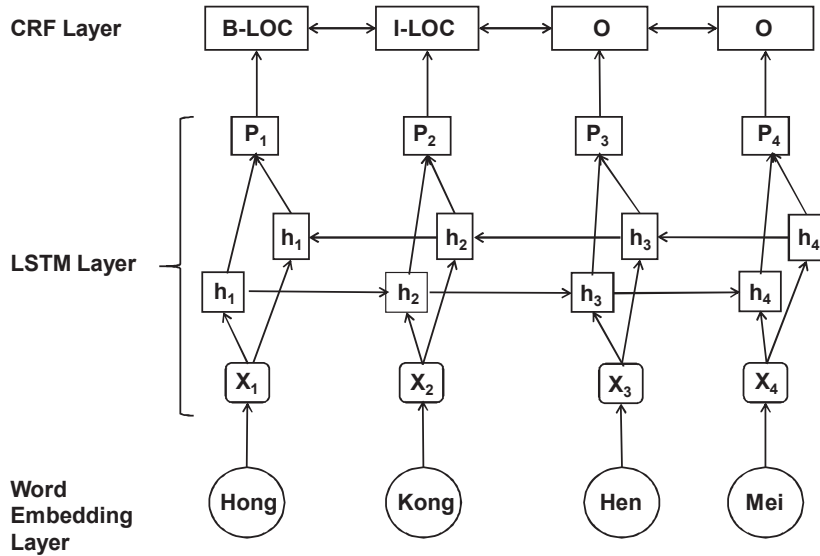 CRF Layer B-LOC I-LOC O O
P₁ P₂ P₃ P₄
h₁ h₂ h₃ h₄
LSTM Layer
h₁ h₂ h₃ h₄
X₁ X₂ X₃ X₄
Word
Embedding
Layer
Hong Kong Hen Mei